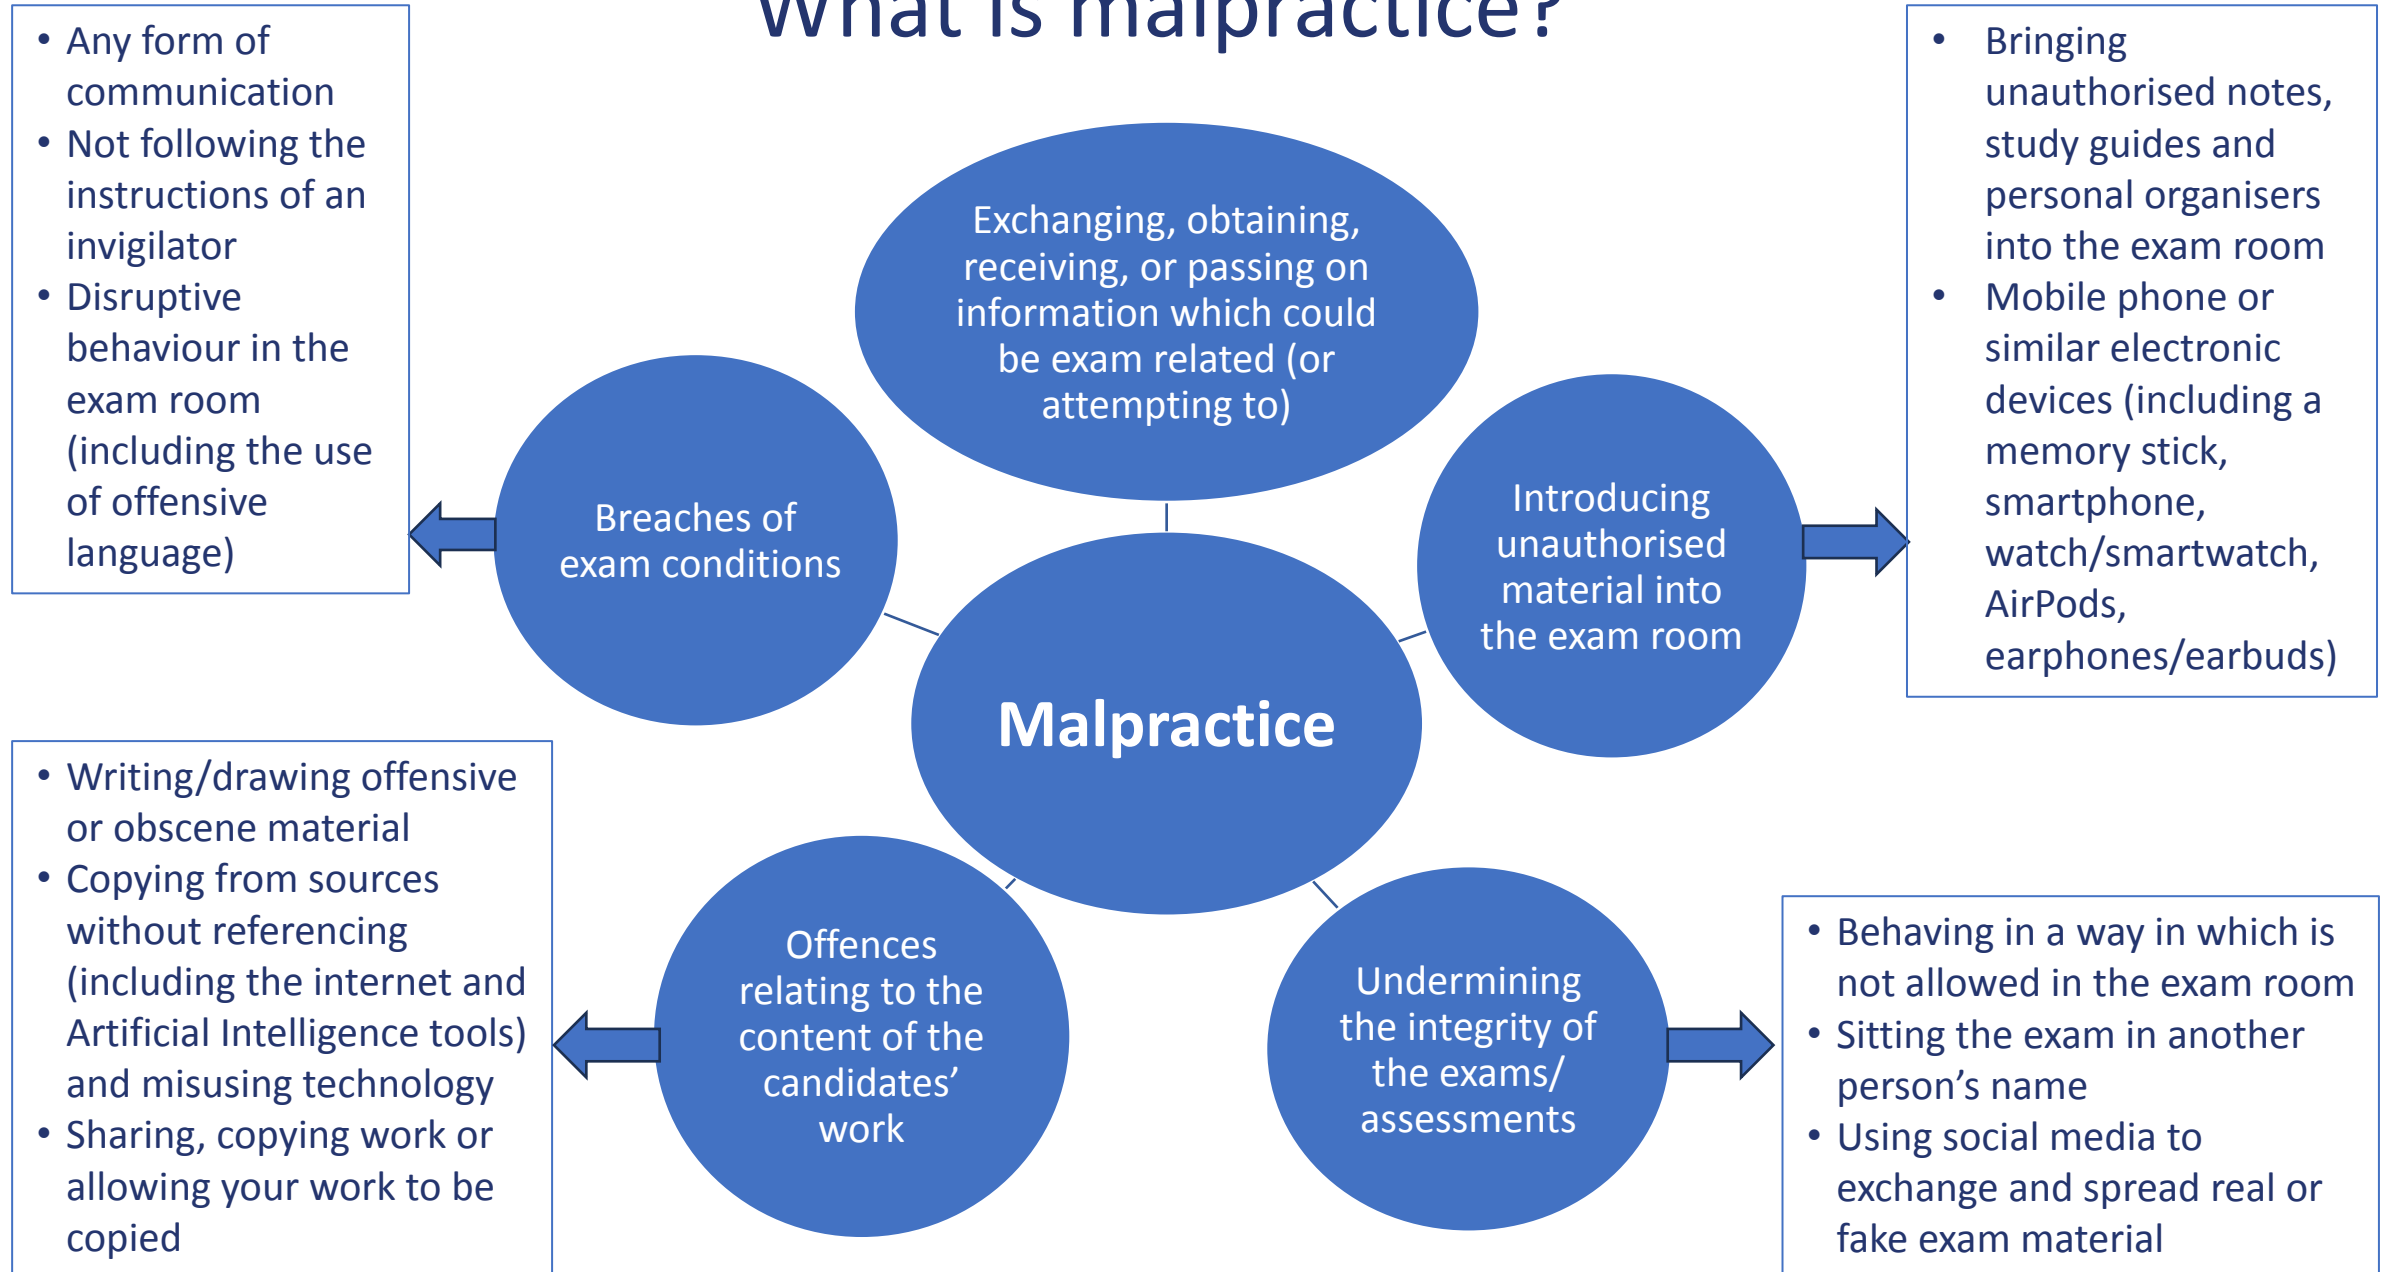 What is malpractice?
• Any form of
communication
• Not following the
instructions of an
invigilator
• Disruptive
behaviour in the
exam room
(including the use
of offensive
language)
Breaches of
exam conditions
Exchanging, obtaining,
receiving, or passing on
information which could
be exam related (or
attempting to)
Introducing
unauthorised
material into
the exam room
• Bringing
unauthorised notes,
study guides and
personal organisers
into the exam room
• Mobile phone or
similar electronic
devices (including a
memory stick,
smartphone,
watch/smartwatch,
AirPods,
earphones/earbuds)
Malpractice
• Writing/drawing offensive
or obscene material
• Copying from sources
without referencing
(including the internet and
Artificial Intelligence tools)
and misusing technology
• Sharing, copying work or
allowing your work to be
copied
Offences
relating to the
content of the
candidates’
work
Undermining
the integrity of
the exams/
assessments
• Behaving in a way in which is
not allowed in the exam room
• Sitting the exam in another
person’s name
• Using social media to
exchange and spread real or
fake exam material